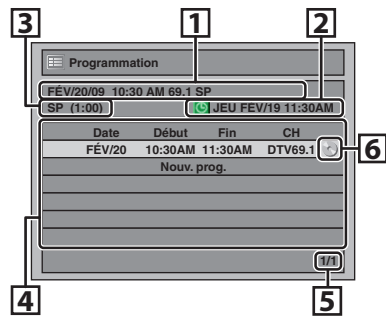 3 1 2
Programmation
FÉV/20/09 10:30 AM 69.1 SP
SP (1:00) JEU FEV/19 11:30AM
Date Début Fin CH
FÉV/20 10:30AM 11:30AM DTV69.1
6
Nouv. prog.
1/1
4 5